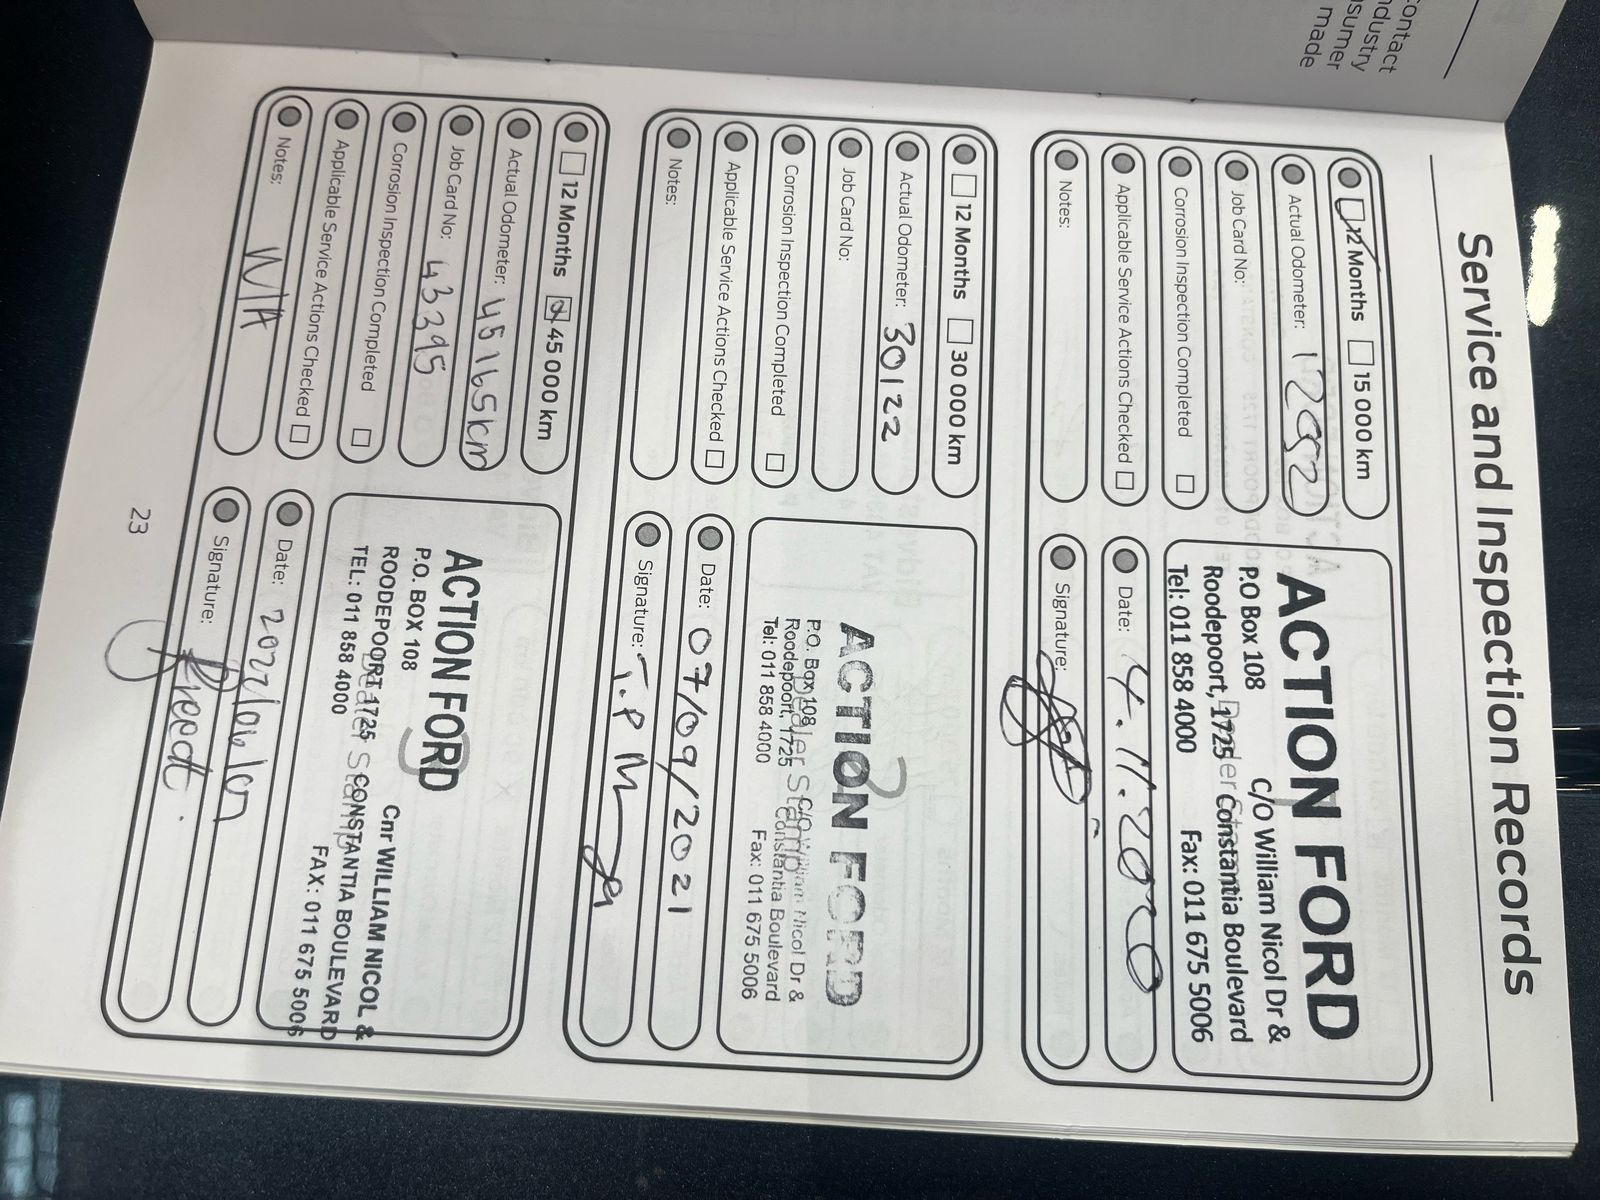 contact
ndustry
sumer
made
Service and Inspection Records
12 Months 15 000 km
Actual Odometer:
Job Card No:
Corrosion Inspection Completed
Applicable Service Actions Checked
Notes:
ACTION FORD
P.O Box 108 C/O William Nicol Dr &
Roodepoort, 1725 Constantia Boulevard
Tel: 011 858 4000 Fax: 011 675 5006
Date: 4.11.2020
Signature:
12 Months 30 000 km
Actual Odometer: 30122
Job Card No:
Corrosion Inspection Completed
Applicable Service Actions Checked
Notes:
ACTION FORD
P.O. Box 108 C/O William Nicol Dr &
Roodepoort, 1725 Constantia Boulevard
Tel: 011 858 4000 Fax: 011 675 5006
Dealer Stamp
Date: 07/09/2021
Signature: T.P M
12 Months 45 000 km
Actual Odometer: 45165km
Job Card No: 43395
Corrosion Inspection Completed
Applicable Service Actions Checked
Notes: N/A
ACTION FORD
P.O. BOX 108 Cnr WILLIAM NICOL &
ROODEPOORT 1725 CONSTANTIA BOULEVARD
TEL: 011 858 4000 FAX: 011 675 5006
Dealer Stamp
Date:
Signature:
23